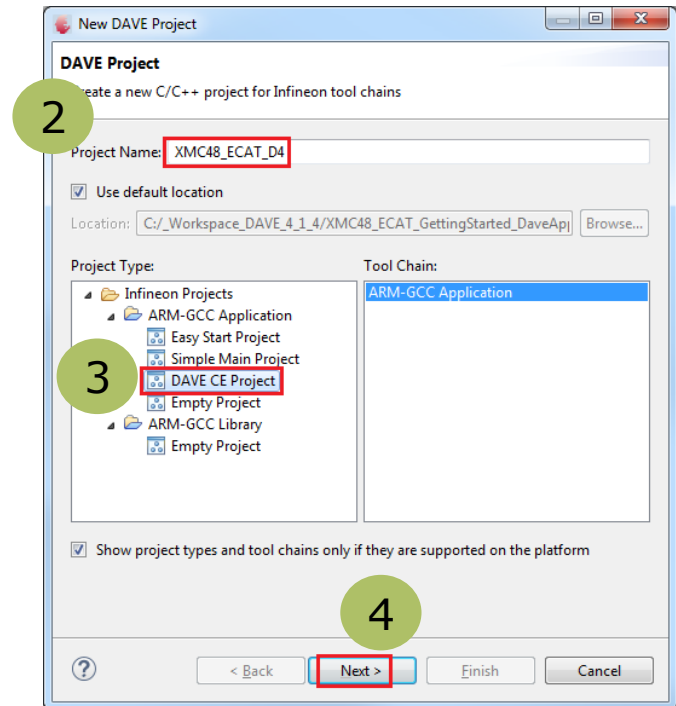 New DAVE Project
DAVE Project
Create a new C/C++ project for Infineon tool chains
2
Project Name: XMC48_ECAT_D4
Use default location
Location: C:/_Workspace_DAVE_4_1_4/XMC48_ECAT_GettingStarted_DaveAp Browse...
Project Type: Tool Chain:
Infineon Projects ARM-GCC Application
ARM-GCC Application
Easy Start Project
Simple Main Project
3 DAVE CE Project
Empty Project
ARM-GCC Library
Empty Project
Show project types and tool chains only if they are supported on the platform
4
? < Back Next > Finish Cancel